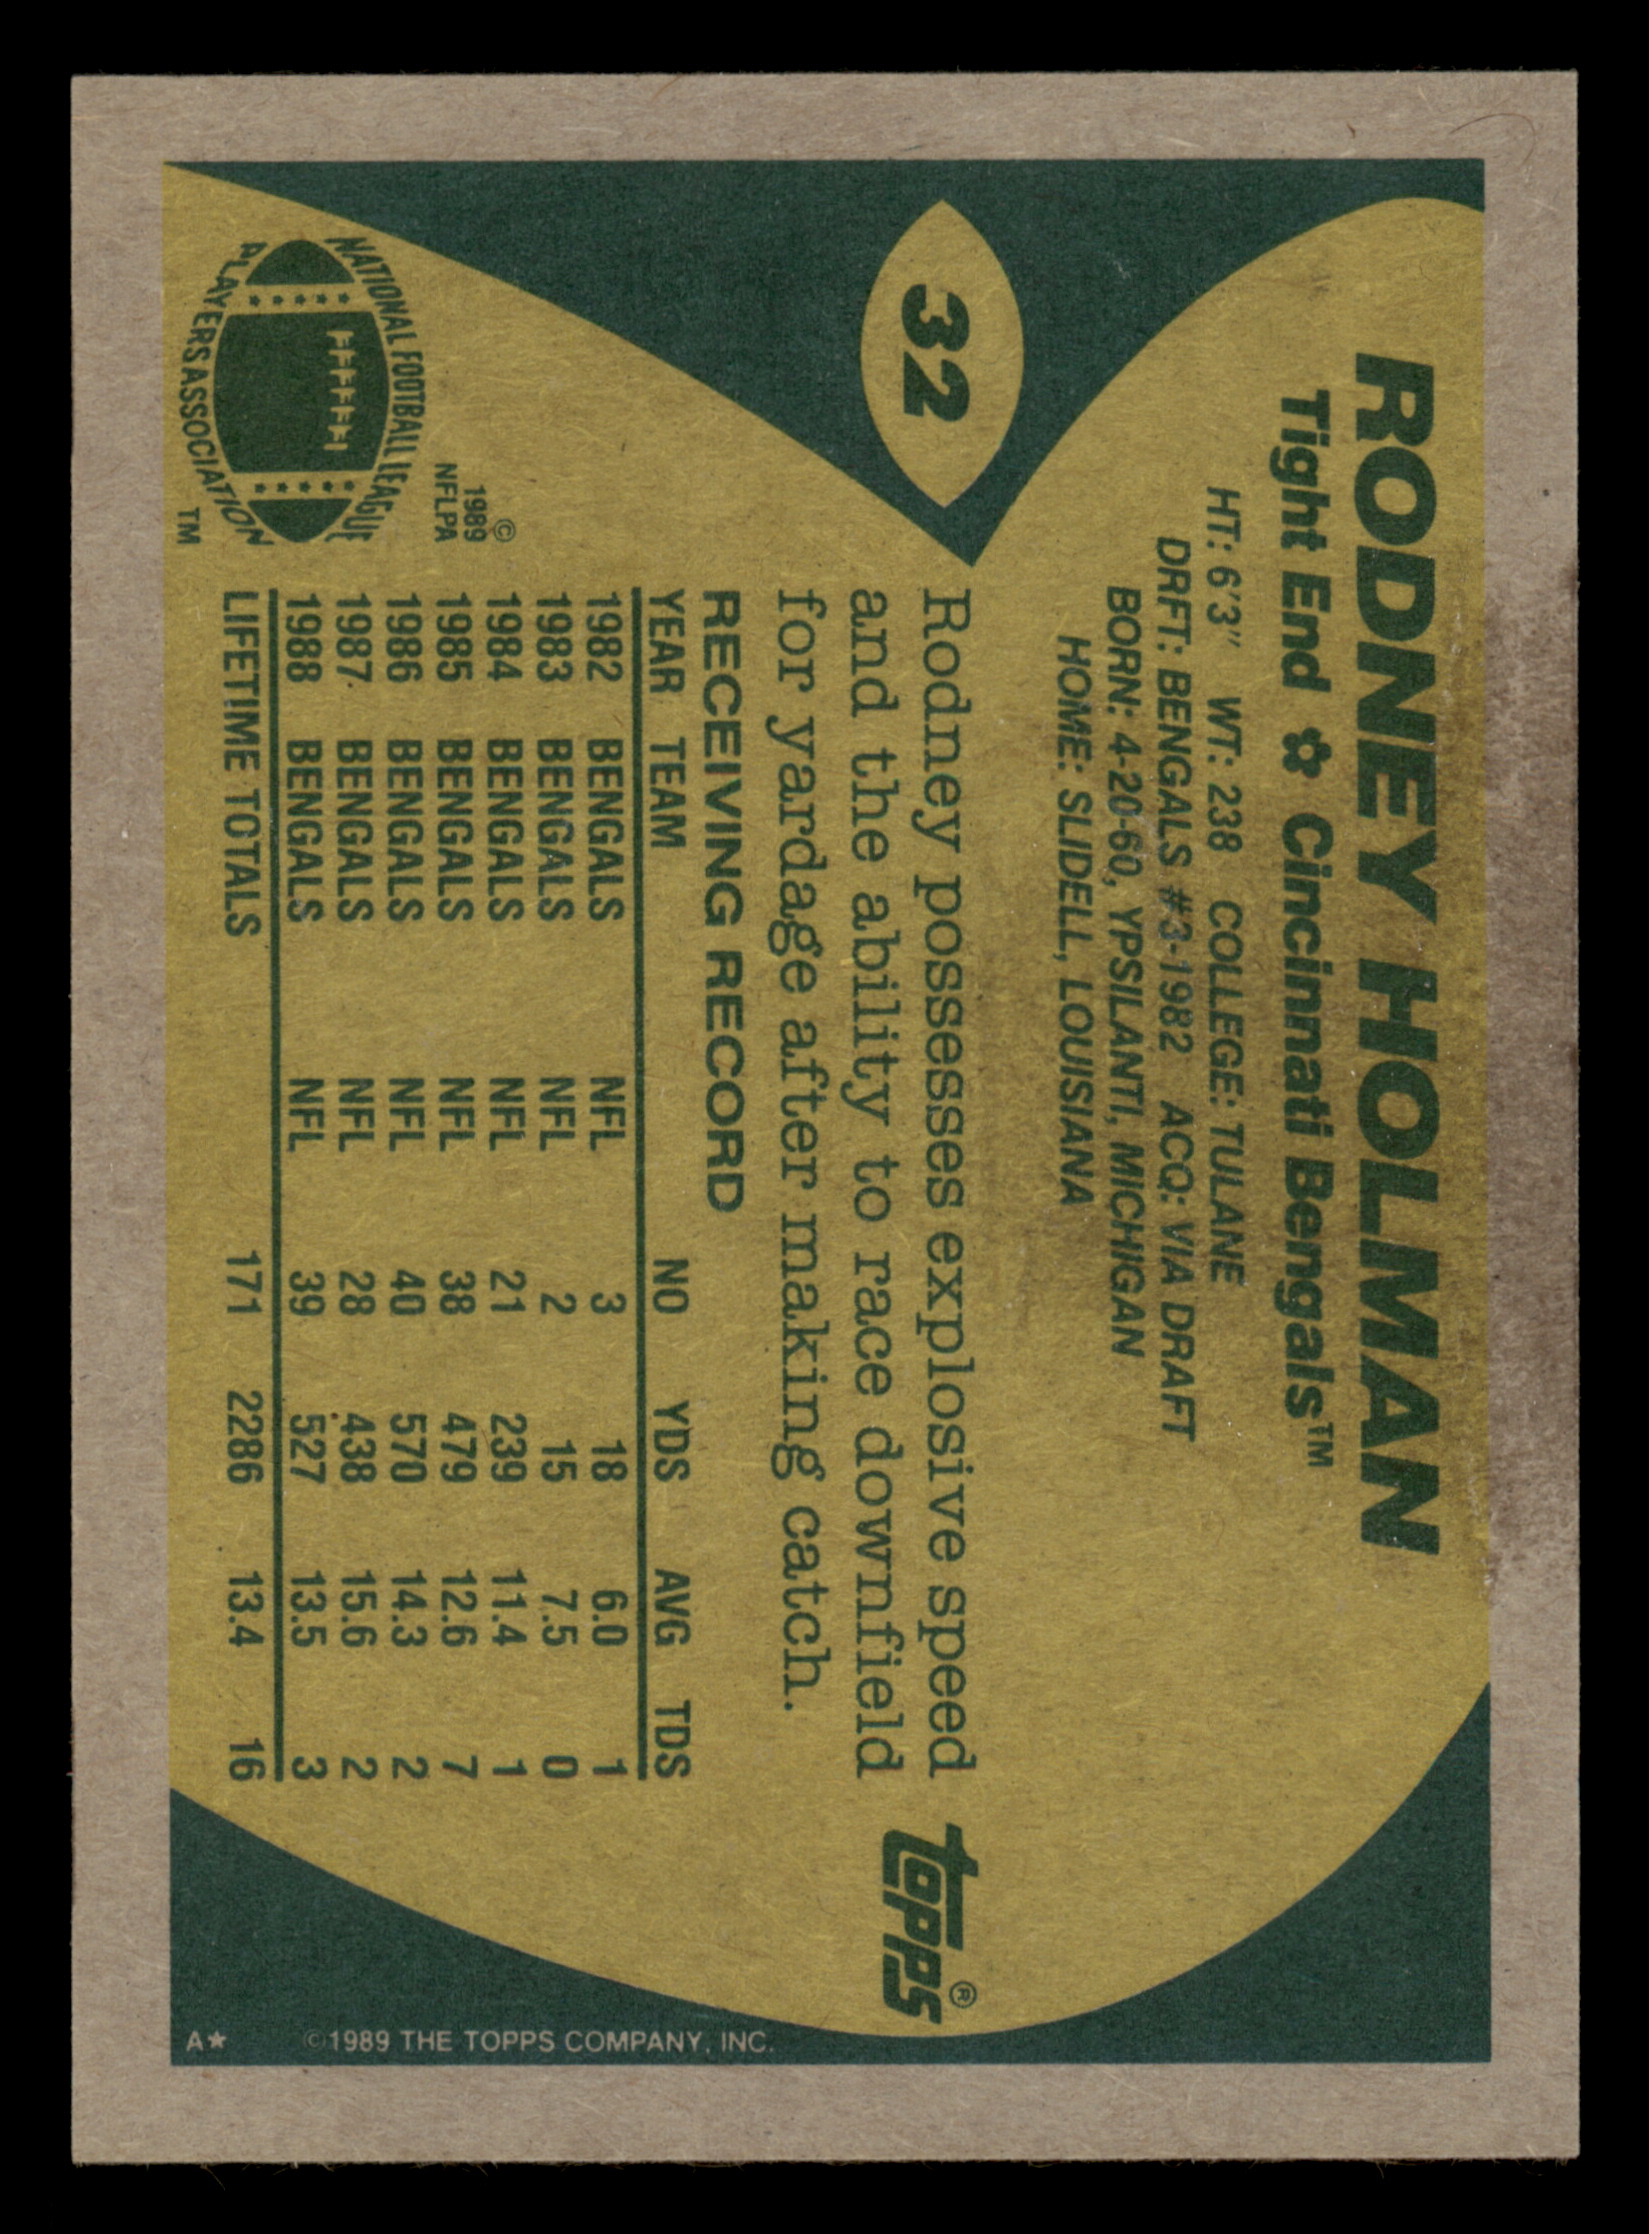 RODNEY HOLMAN
Tight End ✽ Cincinnati Bengals™
HT: 6'3" WT: 238 COLLEGE: TULANE
DRFT: BENGALS #3-1982 ACQ: VIA DRAFT
BORN: 4-20-60, YPSILANTI, MICHIGAN
HOME: SLIDELL, LOUISIANA
32
Rodney possesses explosive speed
and the ability to race downfield
for yardage after making catch.
topps®
RECEIVING RECORD
YEAR TEAM NO YDS AVG TDS
1982 BENGALS NFL 3 18 6.0 1
1983 BENGALS NFL 2 15 7.5 0
1984 BENGALS NFL 21 239 11.4 1
1985 BENGALS NFL 38 479 12.6 7
1986 BENGALS NFL 40 570 14.3 2
1987 BENGALS NFL 28 438 15.6 2
1988 BENGALS NFL 39 527 13.5 3
LIFETIME TOTALS 171 2286 13.4 16
©
1989
NFLPA
NATIONAL FOOTBALL LEAGUE
PLAYERS ASSOCIATION
TM
©1989 THE TOPPS COMPANY, INC.
A★